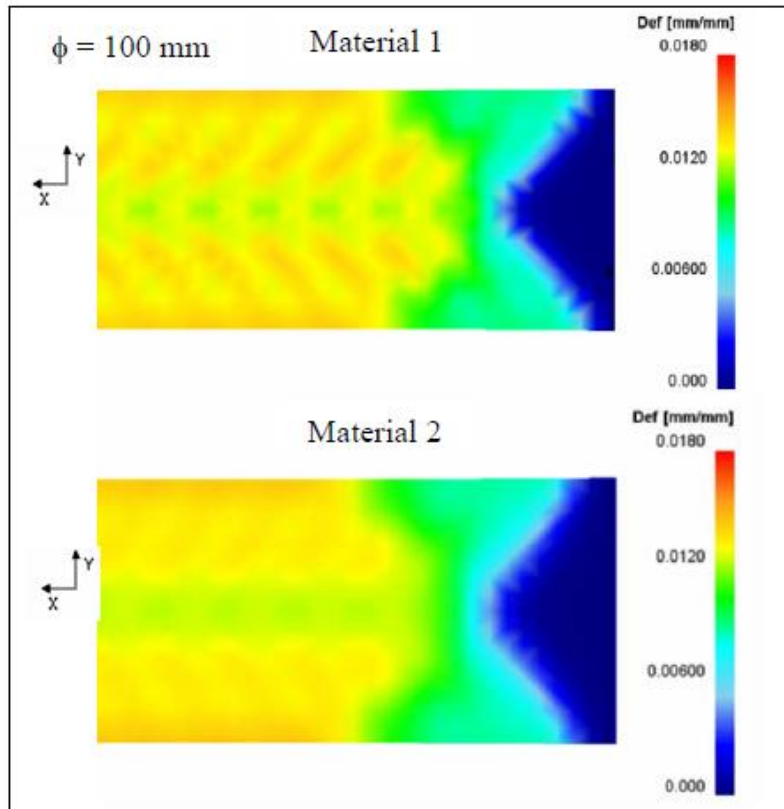 ϕ = 100 mm
Material 1
Def [mm/mm]
0.0180
0.0120
0.00600
0.000
Y
X
Material 2
Def [mm/mm]
0.0180
0.0120
0.00600
0.000
Y
X